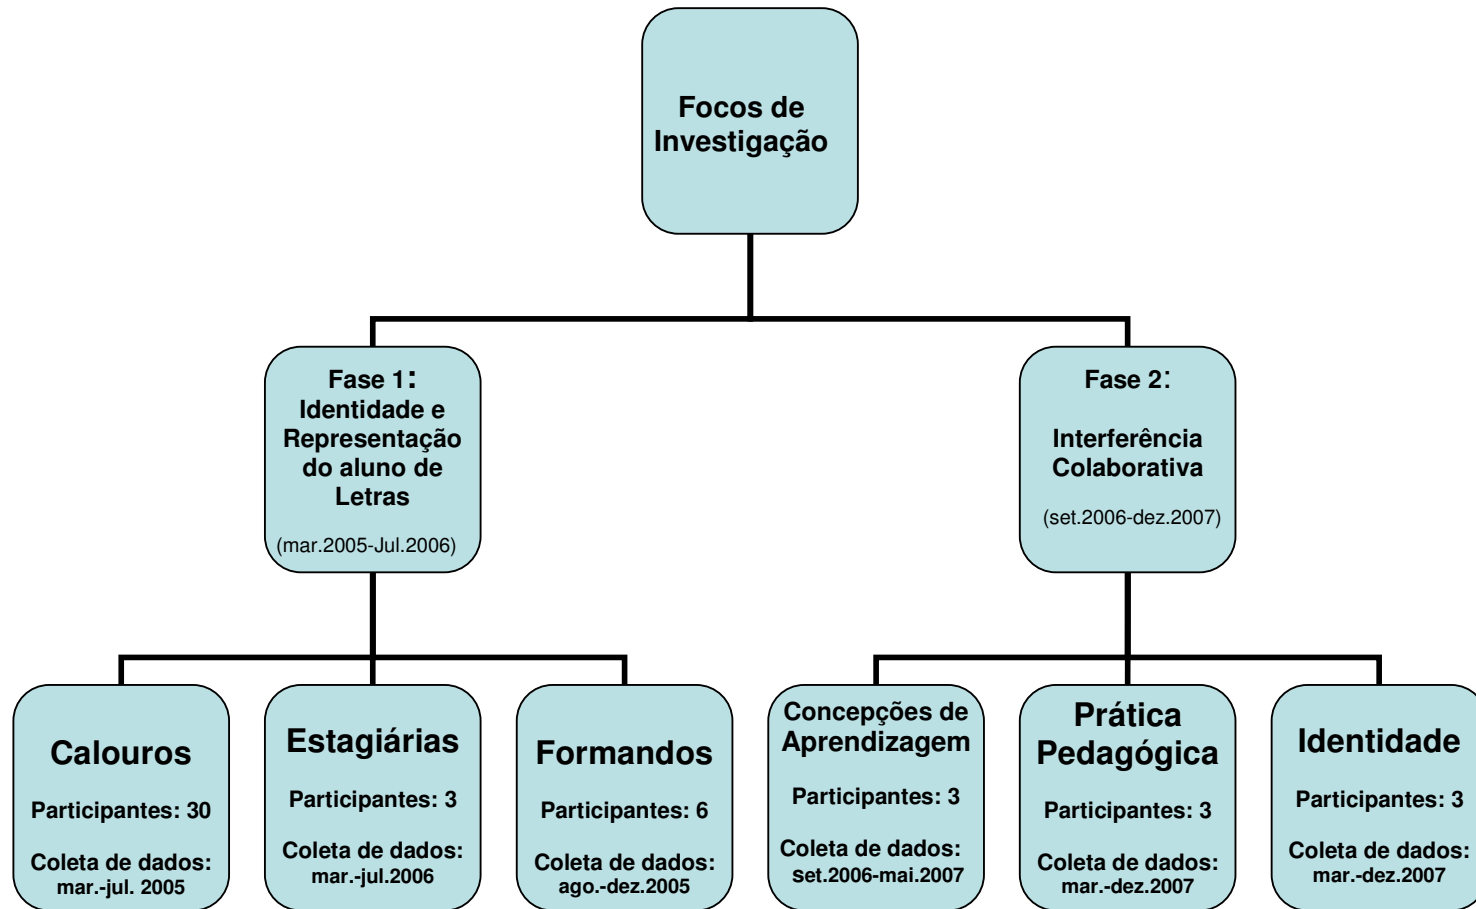 Focos de
Investigação
Fase 1:
Identidade e
Representação
do aluno de
Letras
(mar.2005-Jul.2006)
Fase 2:
Interferência
Colaborativa
(set.2006-dez.2007)
Calouros
Participantes: 30
Coleta de dados:
mar.-jul. 2005
Estagiárias
Participantes: 3
Coleta de dados:
mar.-jul.2006
Formandos
Participantes: 6
Coleta de dados:
ago.-dez.2005
Concepções de
Aprendizagem
Participantes: 3
Coleta de dados:
set.2006-mai.2007
Prática
Pedagógica
Participantes: 3
Coleta de dados:
mar.-dez.2007
Identidade
Participantes: 3
Coleta de dados:
mar.-dez.2007